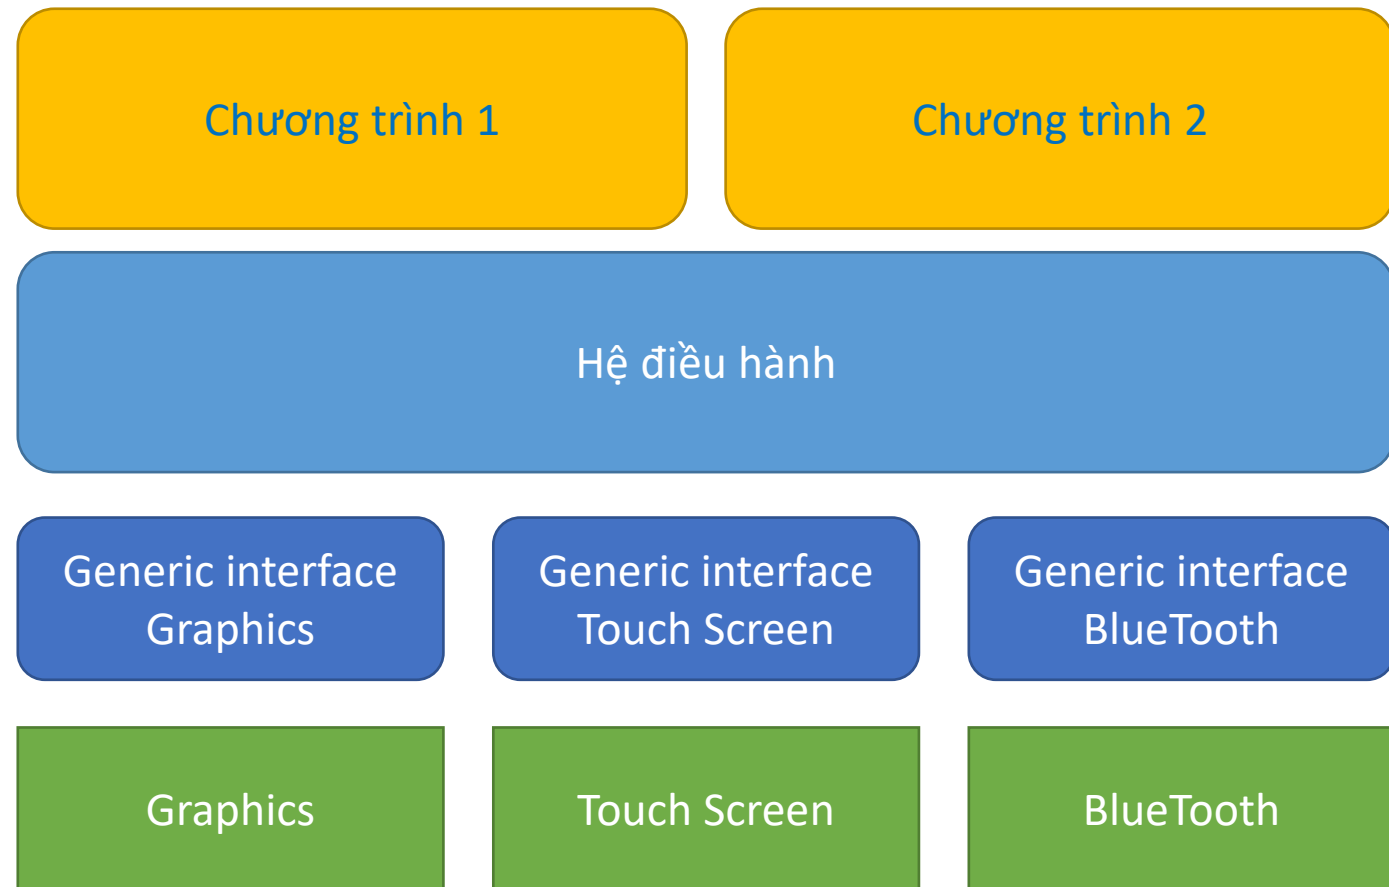 Chương trình 1
Chương trình 2
Hệ điều hành
Generic interface
Graphics
Generic interface
Touch Screen
Generic interface
BlueTooth
Graphics
Touch Screen
BlueTooth